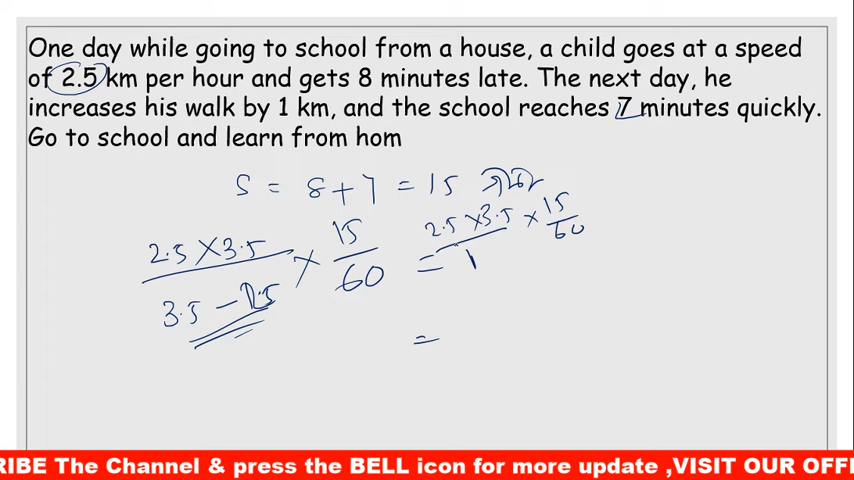 One day while going to school from a house, a child goes at a speed
of 2.5 km per hour and gets 8 minutes late. The next day, he
increases his walk by 1 km, and the school reaches 7 minutes quickly.
Go to school and learn from hom
S = 8 + 7 = 15
2.5 × 3.5 / 3.5 - 2.5 × 15/60 = 2.5 × 3.5 / 1 × 15/60
=
RIBE The Channel & press the BELL icon for more update ,VISIT OUR OFFI